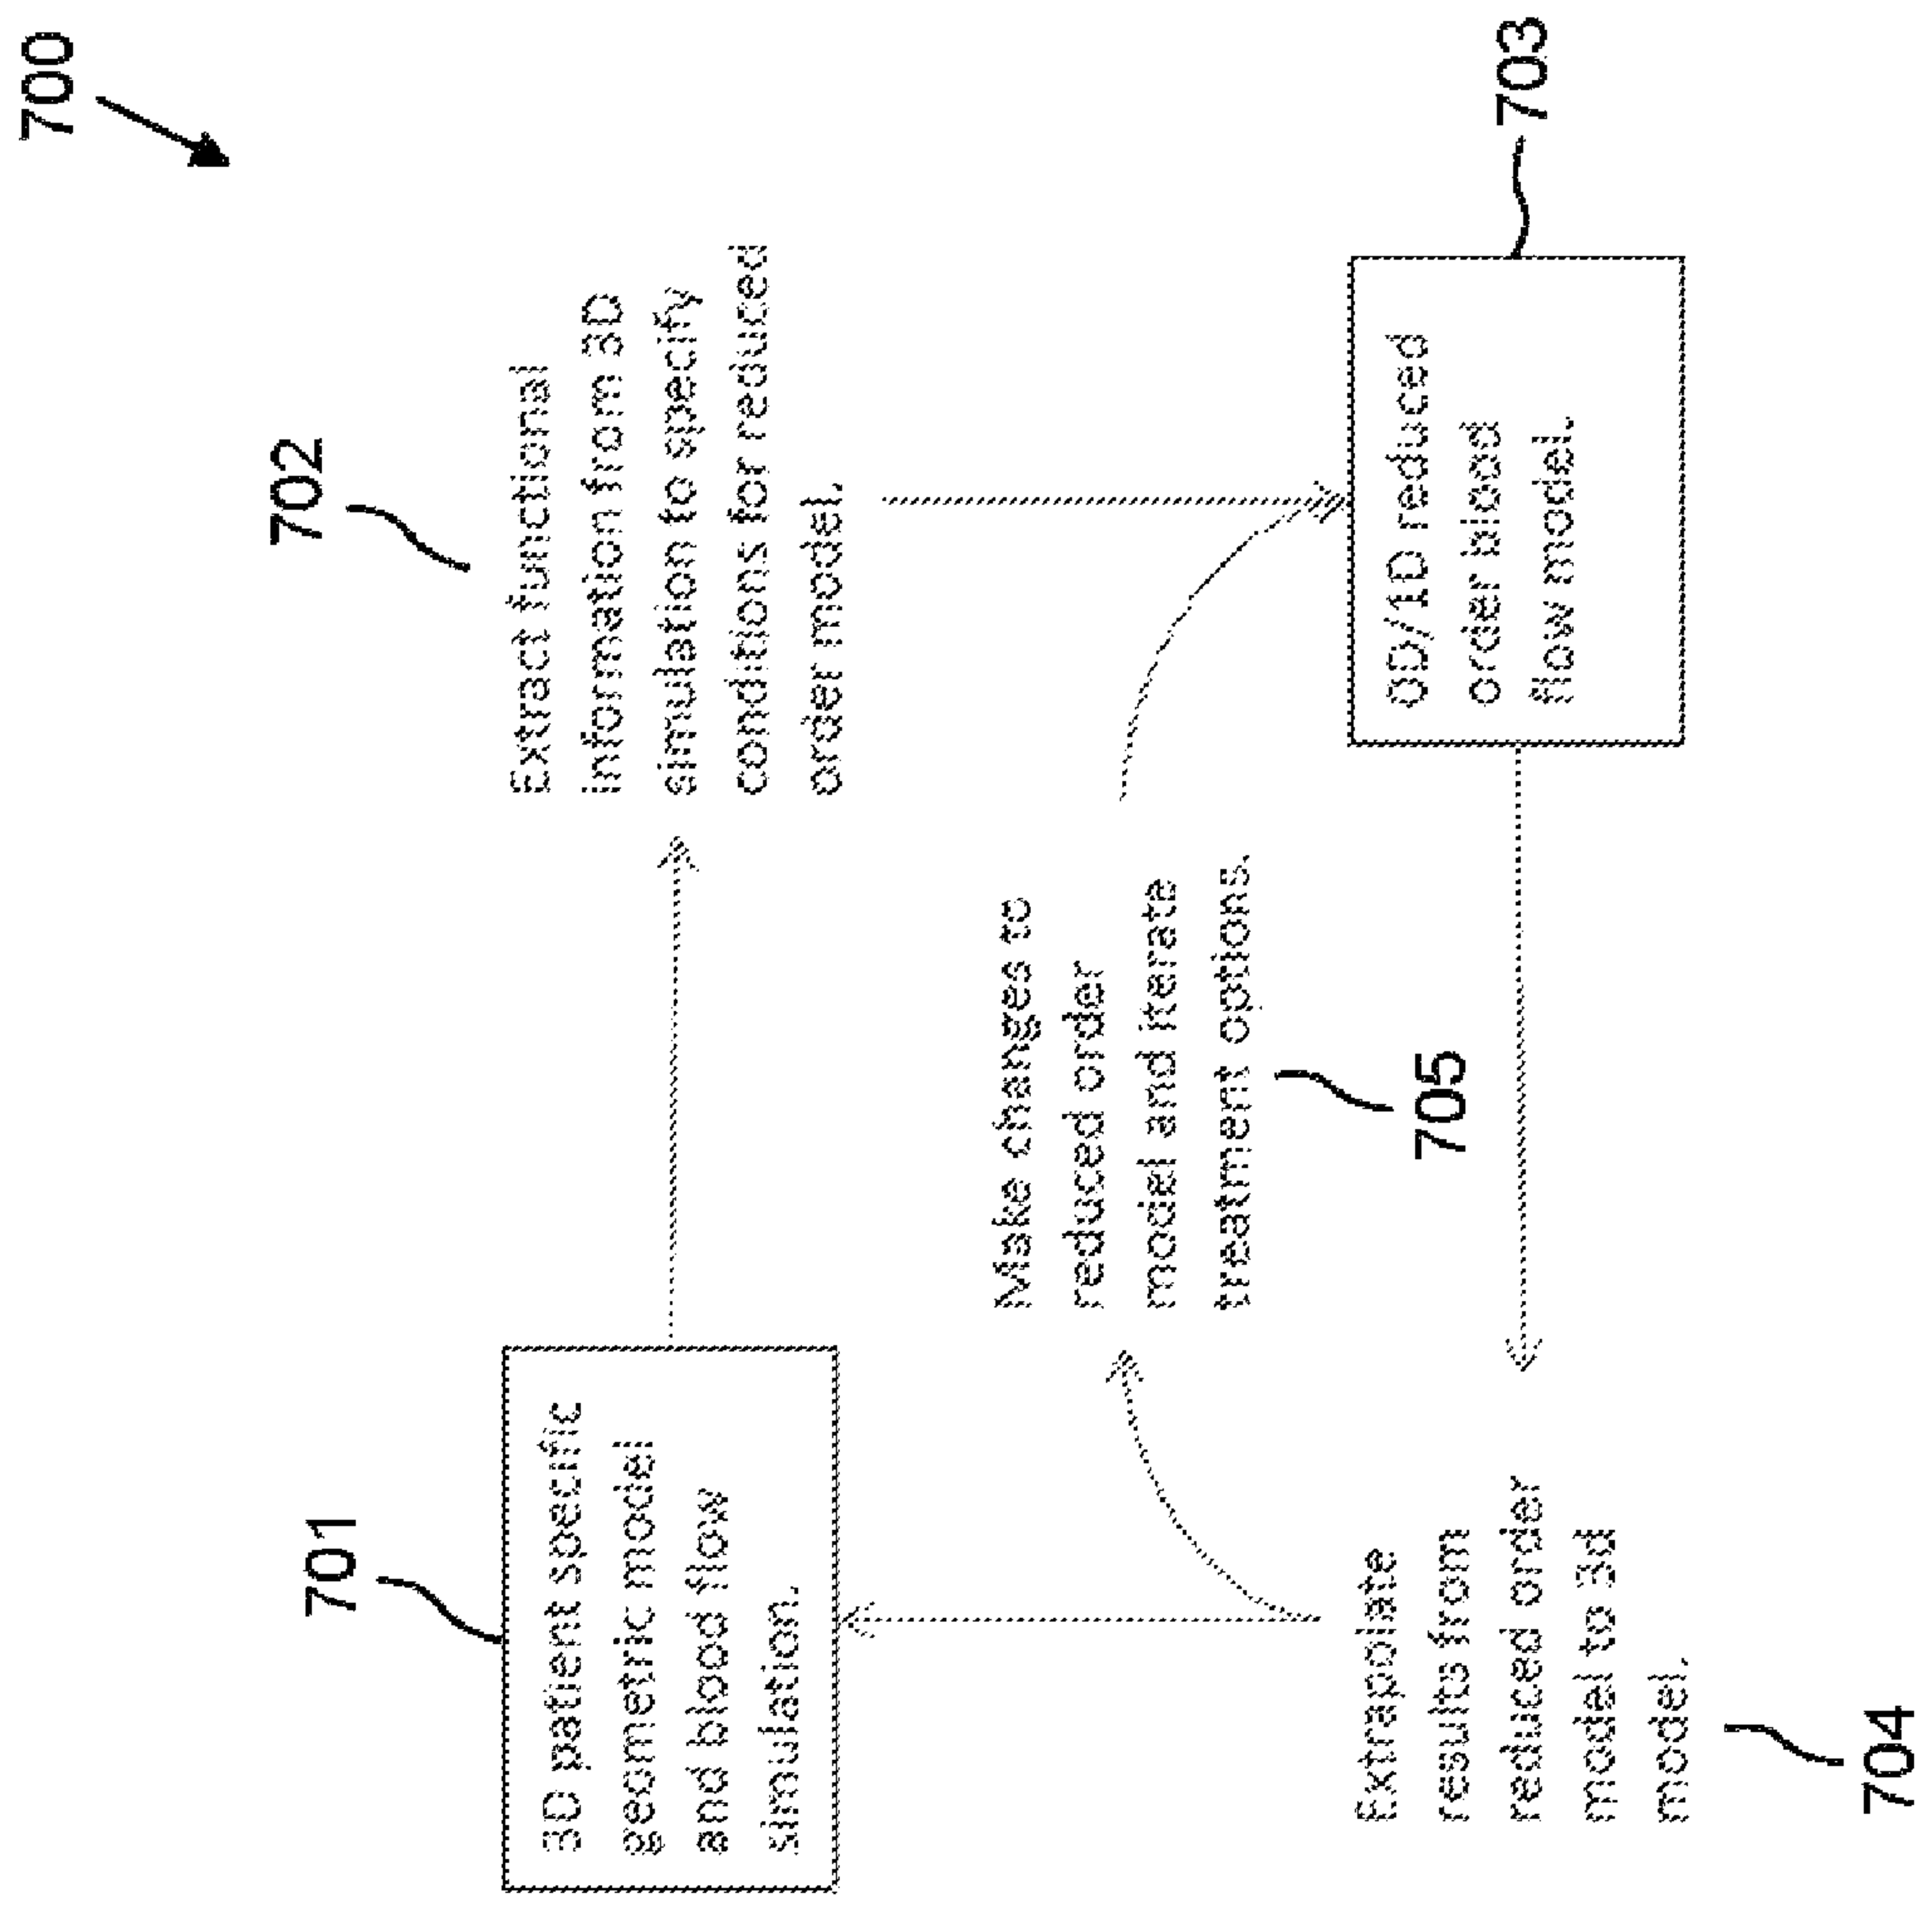 700
701
3D patient specific
geometric model
and blood flow
simulation.
702
Extract functional
information from 3D
simulation to specify
conditions for reduced
order model.
Make changes to
reduced order
model and iterate
treatment options.
705
Extrapolate
results from
reduced order
model to 3d
model.
704
0D/1D reduced
order blood
flow model.
703